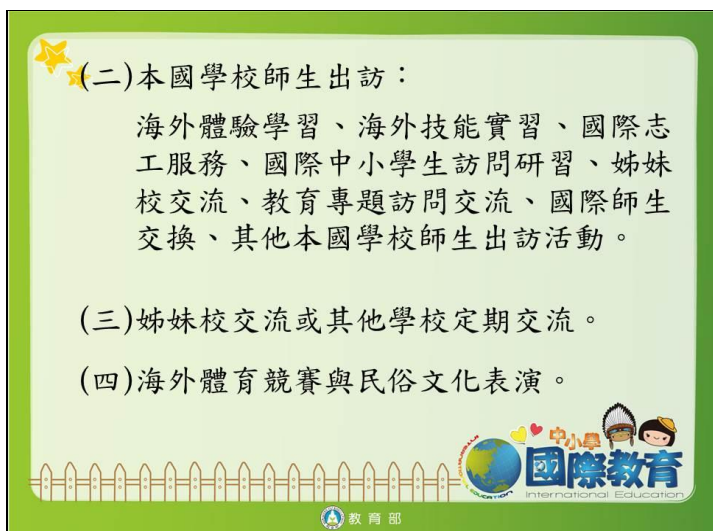 (二)本國學校師生出訪：
海外體驗學習、海外技能實習、國際志
工服務、國際中小學生訪問研習、姊妹
校交流、教育專題訪問交流、國際師生
交換、其他本國學校師生出訪活動。
(三)姊妹校交流或其他學校定期交流。
(四)海外體育競賽與民俗文化表演。
中小學
國際教育
International Education
教育部